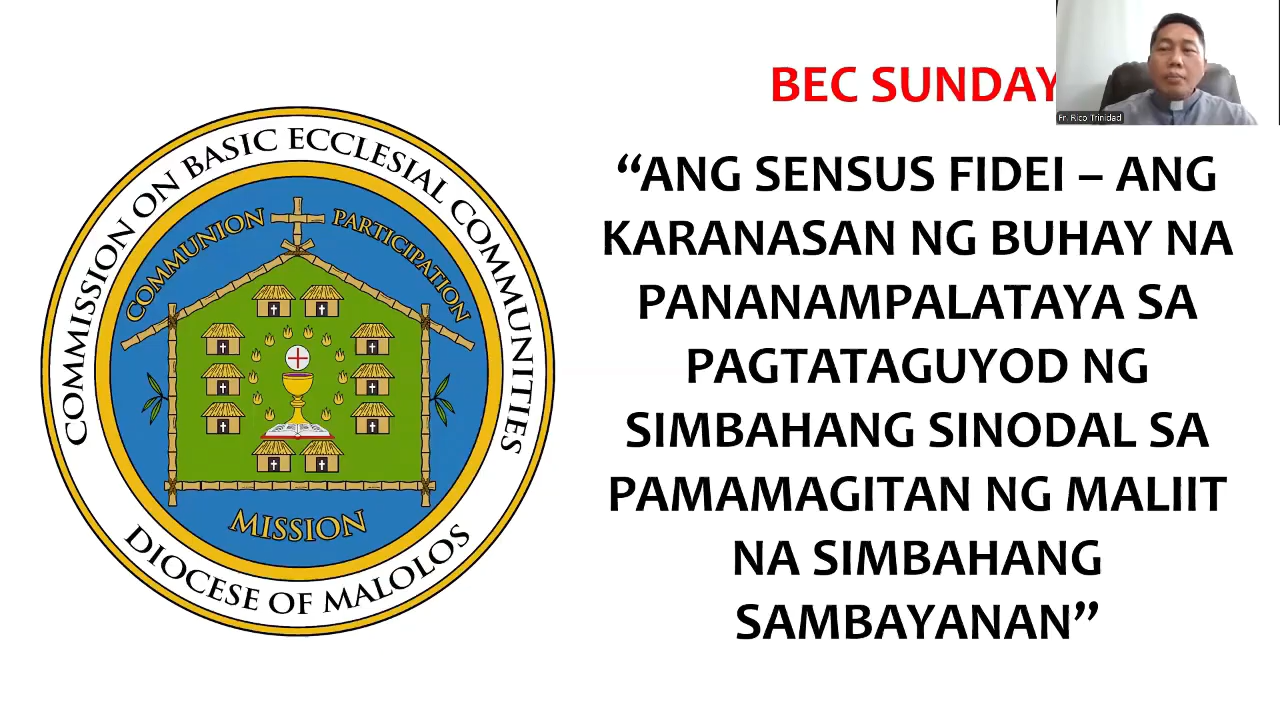 COMMISSION ON BASIC ECCLESIAL COMMUNITIES
COMMUNION
PARTICIPATION
MISSION
DIOCESE OF MALOLOS
BEC SUNDAY
Fr. Rico Trinidad
“ANG SENSUS FIDEI – ANG
KARANASAN NG BUHAY NA
PANANAMPALATAYA SA
PAGTATAGUYOD NG
SIMBAHANG SINODAL SA
PAMAMAGITAN NG MALIIT
NA SIMBAHANG
SAMBAYANAN”